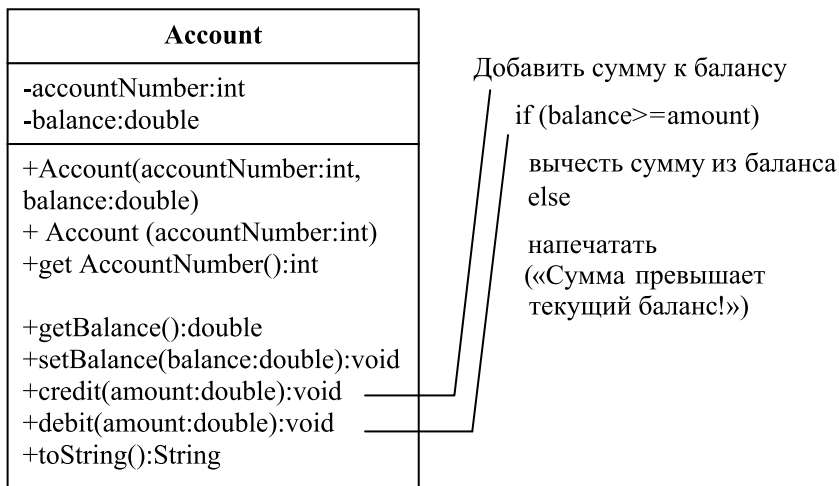 Account
-accountNumber:int
-balance:double
+Account(accountNumber:int,
balance:double)
+ Account (accountNumber:int)
+get AccountNumber():int
+getBalance():double
+setBalance(balance:double):void
+credit(amount:double):void
+debit(amount:double):void
+toString():String
Добавить сумму к балансу
if (balance>=amount)
вычесть сумму из баланса
else
напечатать
(«Сумма превышает
текущий баланс!»)